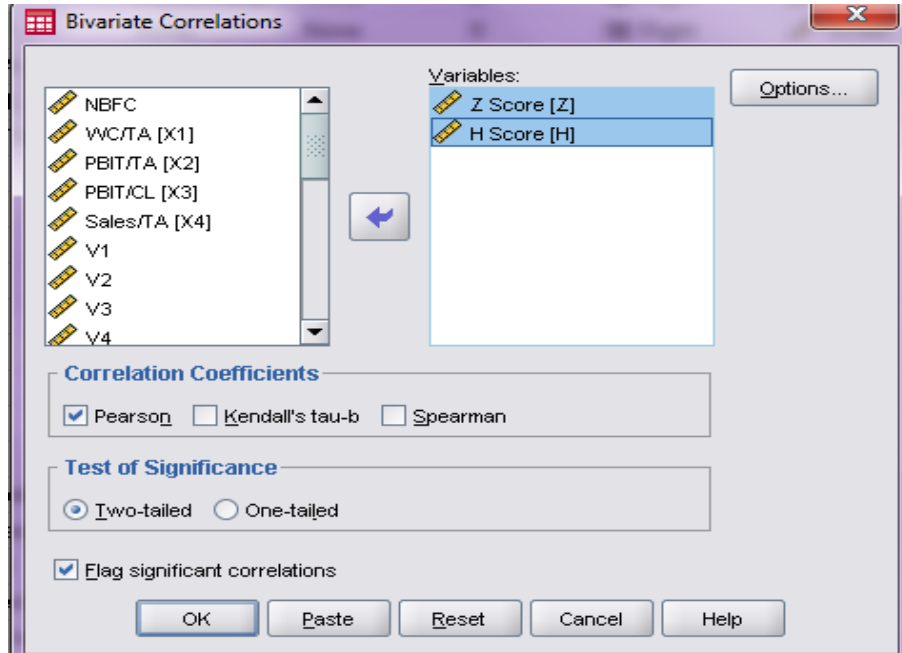 Bivariate Correlations
Variables:
NBFC
WC/TA [X1]
PBIT/TA [X2]
PBIT/CL [X3]
Sales/TA [X4]
V1
V2
V3
V4
Z Score [Z]
H Score [H]
Options...
Correlation Coefficients
Pearson Kendall's tau-b Spearman
Test of Significance
Two-tailed One-tailed
Flag significant correlations
OK Paste Reset Cancel Help